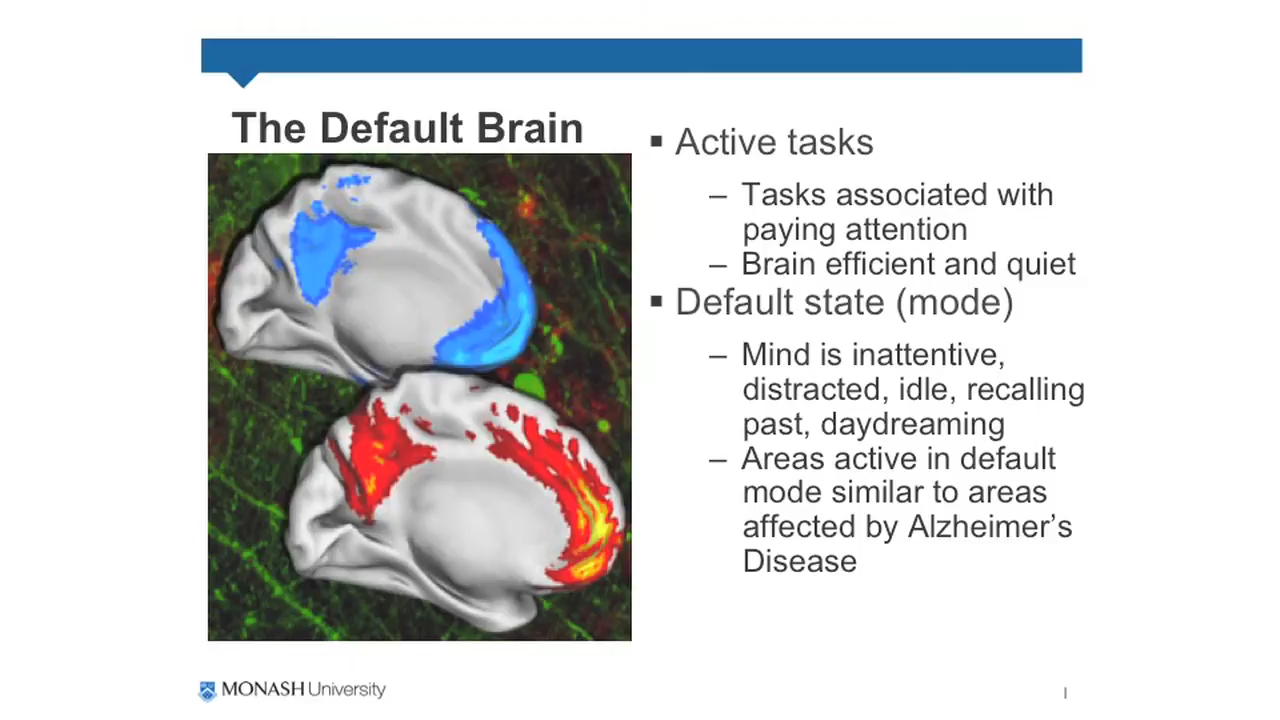 The Default Brain
▪ Active tasks
– Tasks associated with
paying attention
– Brain efficient and quiet
▪ Default state (mode)
– Mind is inattentive,
distracted, idle, recalling
past, daydreaming
– Areas active in default
mode similar to areas
affected by Alzheimer’s
Disease
MONASH University
I